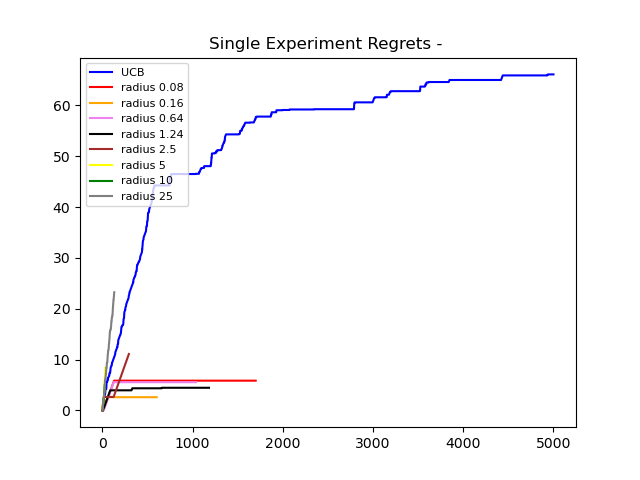 Single Experiment Regrets -
UCB
radius 0.08
radius 0.16
radius 0.64
radius 1.24
radius 2.5
radius 5
radius 10
radius 25
60
50
40
30
20
10
0
0 1000 2000 3000 4000 5000